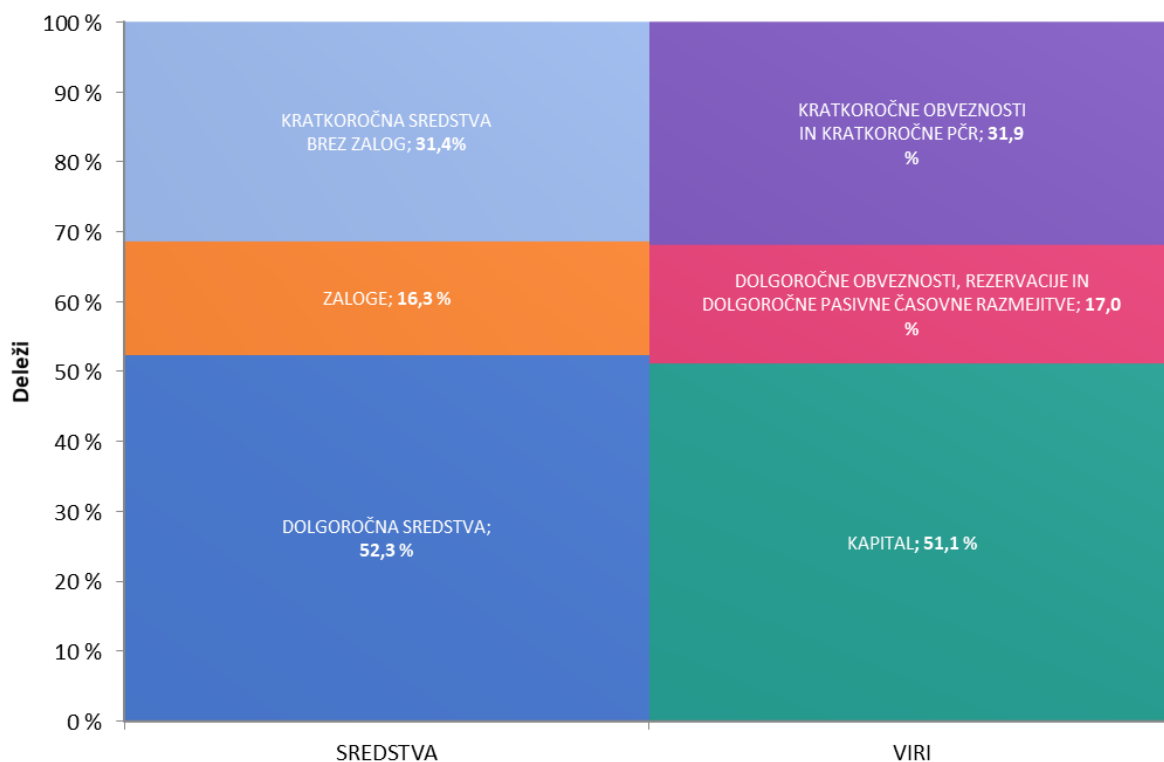 100 %
90 %
80 %
70 %
60 %
50 %
40 %
30 %
20 %
10 %
0 %
Deleži
KRATKOROČNA SREDSTVA
BREZ ZALOG; 31,4%
ZALOGE; 16,3 %
DOLGOROČNA SREDSTVA;
52,3 %
KRATKOROČNE OBVEZNOSTI
IN KRATKOROČNE PČR; 31,9
%
DOLGOROČNE OBVEZNOSTI, REZERVACIJE IN
DOLGOROČNE PASIVNE ČASOVNE RAZMEJITVE; 17,0
%
KAPITAL; 51,1 %
SREDSTVA
VIRI